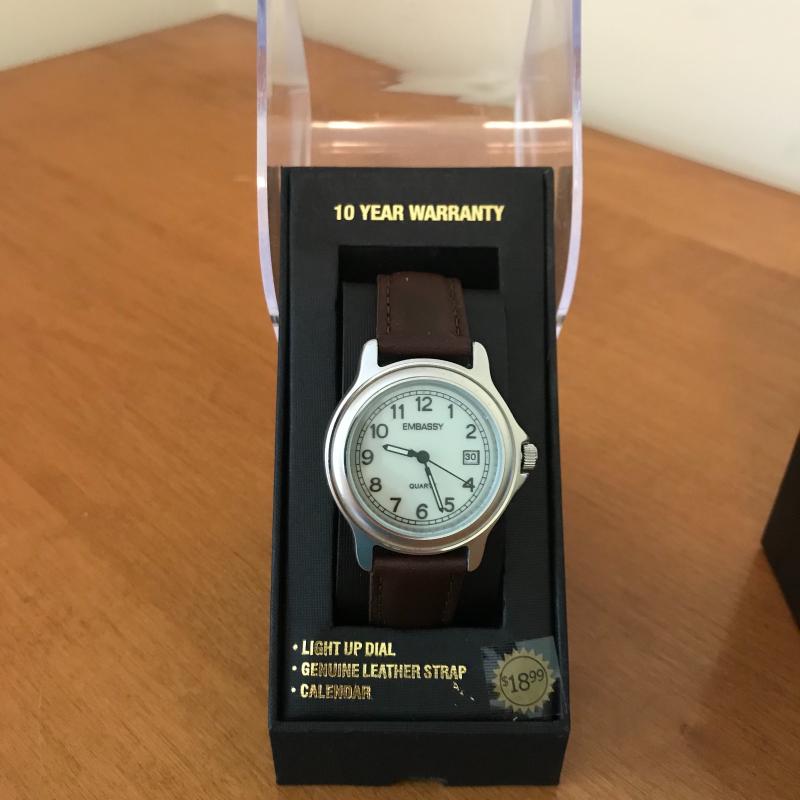 10 YEAR WARRANTY
12
11 1
10 2
9 30
8 4
7 5
6
EMBASSY
• LIGHT UP DIAL
• GENUINE LEATHER STRAP
• CALENDAR
$18.99